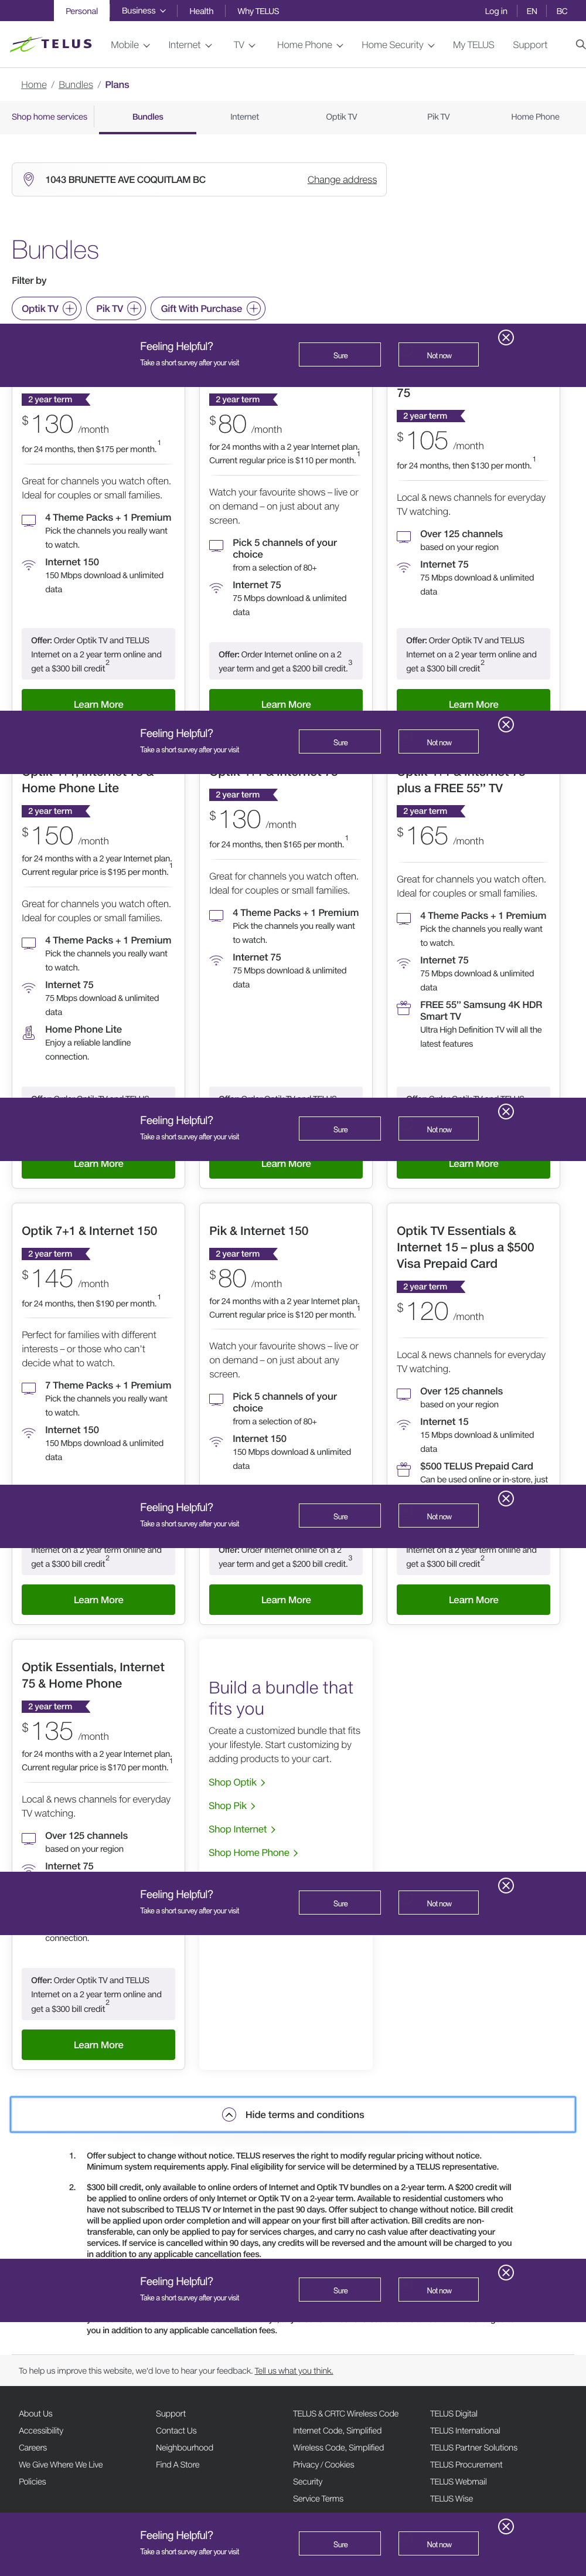 Personal Business Health Why TELUS Log in EN BC
TELUS Mobile Internet TV Home Phone Home Security My TELUS Support
Home / Bundles / Plans
Shop home services Bundles Internet Optik TV Pik TV Home Phone
1043 BRUNETTE AVE COQUITLAM BC Change address
Bundles
Filter by
Optik TV Pik TV Gift With Purchase
Feeling Helpful?
Take a short survey after your visit
Sure Not now
2 year term
$130 /month
for 24 months, then $175 per month.1
Great for channels you watch often.
Ideal for couples or small families.
4 Theme Packs + 1 Premium
Pick the channels you really want
to watch.
Internet 150
150 Mbps download & unlimited
data
Offer: Order Optik TV and TELUS
Internet on a 2 year term online and
get a $300 bill credit2
Learn More
2 year term
$80 /month
for 24 months with a 2 year Internet plan.
Current regular price is $110 per month.1
Watch your favourite shows – live or
on demand – on just about any
screen.
Pick 5 channels of your
choice
from a selection of 80+
Internet 75
75 Mbps download & unlimited
data
Offer: Order Internet online on a 2
year term and get a $200 bill credit.3
Learn More
75
2 year term
$105 /month
for 24 months, then $130 per month.1
Local & news channels for everyday
TV watching.
Over 125 channels
based on your region
Internet 75
75 Mbps download & unlimited
data
Offer: Order Optik TV and TELUS
Internet on a 2 year term online and
get a $300 bill credit2
Learn More
Feeling Helpful?
Take a short survey after your visit
Sure Not now
Home Phone Lite
2 year term
$150 /month
for 24 months with a 2 year Internet plan.
Current regular price is $195 per month.1
Great for channels you watch often.
Ideal for couples or small families.
4 Theme Packs + 1 Premium
Pick the channels you really want
to watch.
Internet 75
75 Mbps download & unlimited
data
Home Phone Lite
Enjoy a reliable landline
connection.
Learn More
2 year term
$130 /month
for 24 months, then $165 per month.1
Great for channels you watch often.
Ideal for couples or small families.
4 Theme Packs + 1 Premium
Pick the channels you really want
to watch.
Internet 75
75 Mbps download & unlimited
data
Learn More
plus a FREE 55” TV
2 year term
$165 /month
Great for channels you watch often.
Ideal for couples or small families.
4 Theme Packs + 1 Premium
Pick the channels you really want
to watch.
Internet 75
75 Mbps download & unlimited
data
FREE 55” Samsung 4K HDR
Smart TV
Ultra High Definition TV will all the
latest features
Learn More
Feeling Helpful?
Take a short survey after your visit
Sure Not now
Optik 7+1 & Internet 150
2 year term
$145 /month
for 24 months, then $190 per month.1
Perfect for families with different
interests – or those who can’t
decide what to watch.
7 Theme Packs + 1 Premium
Pick the channels you really want
to watch.
Internet 150
150 Mbps download & unlimited
data
Internet on a 2 year term online and
get a $300 bill credit2
Learn More
Pik & Internet 150
2 year term
$80 /month
for 24 months with a 2 year Internet plan.
Current regular price is $120 per month.1
Watch your favourite shows – live or
on demand – on just about any
screen.
Pick 5 channels of your
choice
from a selection of 80+
Internet 150
150 Mbps download & unlimited
data
Offer: Order Internet online on a 2
year term and get a $200 bill credit.3
Learn More
Optik TV Essentials &
Internet 15 – plus a $500
Visa Prepaid Card
2 year term
$120 /month
Local & news channels for everyday
TV watching.
Over 125 channels
based on your region
Internet 15
15 Mbps download & unlimited
data
$500 TELUS Prepaid Card
Can be used online or in-store, just
Internet on a 2 year term online and
get a $300 bill credit2
Learn More
Feeling Helpful?
Take a short survey after your visit
Sure Not now
Optik Essentials, Internet
75 & Home Phone
2 year term
$135 /month
for 24 months with a 2 year Internet plan.
Current regular price is $170 per month.1
Local & news channels for everyday
TV watching.
Over 125 channels
based on your region
Internet 75
connection.
Offer: Order Optik TV and TELUS
Internet on a 2 year term online and
get a $300 bill credit2
Learn More
Build a bundle that
fits you
Create a customized bundle that fits
your lifestyle. Start customizing by
adding products to your cart.
Shop Optik
Shop Pik
Shop Internet
Shop Home Phone
Feeling Helpful?
Take a short survey after your visit
Sure Not now
Hide terms and conditions
1. Offer subject to change without notice. TELUS reserves the right to modify regular pricing without notice.
Minimum system requirements apply. Final eligibility for service will be determined by a TELUS representative.
2. $300 bill credit, only available to online orders of Internet and Optik TV bundles on a 2-year term. A $200 credit will
be applied to online orders of only Internet or Optik TV on a 2-year term. Available to residential customers who
have not subscribed to TELUS TV or Internet in the past 90 days. Offer subject to change without notice. Bill credit
will be applied upon order completion and will appear on your first bill after activation. Bill credits are non-
transferable, can only be applied to pay for services charges, and carry no cash value after deactivating your
services. If service is cancelled within 90 days, any credits will be reversed and the amount will be charged to you
in addition to any applicable cancellation fees.
Feeling Helpful?
Take a short survey after your visit
Sure Not now
you in addition to any applicable cancellation fees.
To help us improve this website, we'd love to hear your feedback. Tell us what you think.
About Us
Accessibility
Careers
We Give Where We Live
Policies
Support
Contact Us
Neighbourhood
Find A Store
TELUS & CRTC Wireless Code
Internet Code, Simplified
Wireless Code, Simplified
Privacy / Cookies
Security
Service Terms
TELUS Digital
TELUS International
TELUS Partner Solutions
TELUS Procurement
TELUS Webmail
TELUS Wise
Feeling Helpful?
Take a short survey after your visit
Sure Not now